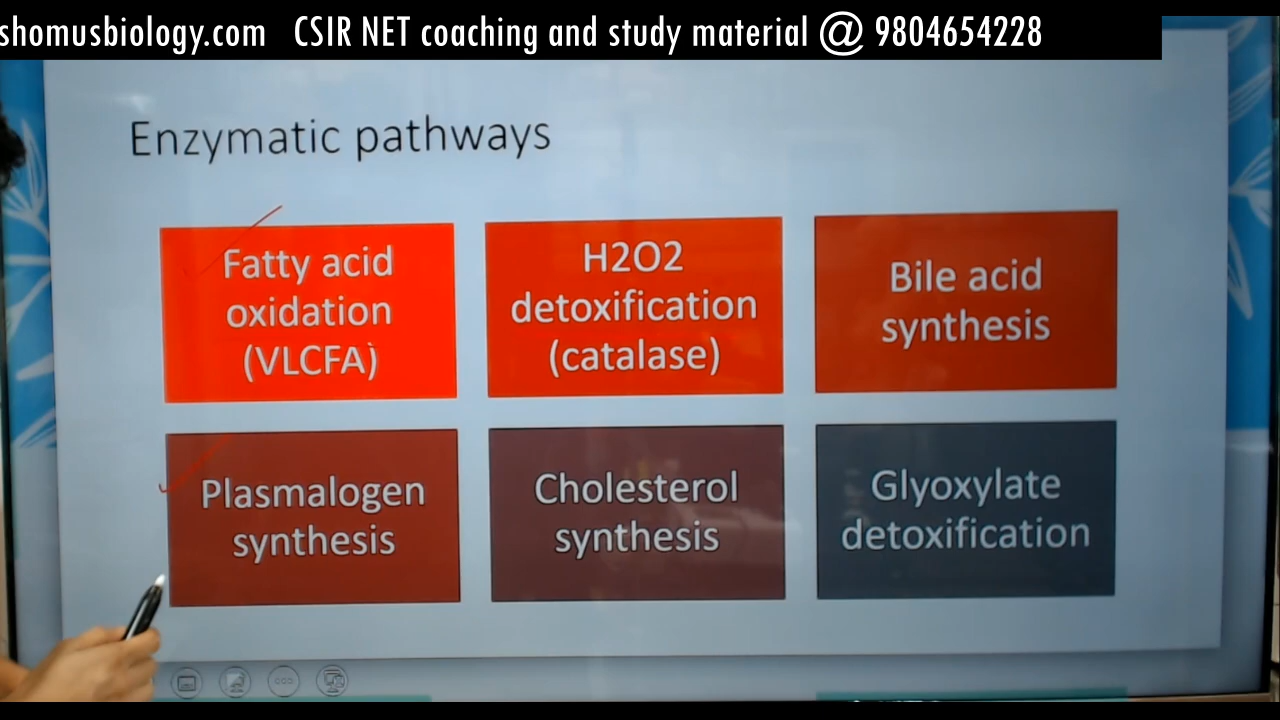 shomusbiology.com CSIR NET coaching and study material @ 9804654228
Enzymatic pathways
Fatty acid
oxidation
(VLCFA)
H2O2
detoxification
(catalase)
Bile acid
synthesis
Plasmalogen
synthesis
Cholesterol
synthesis
Glyoxylate
detoxification